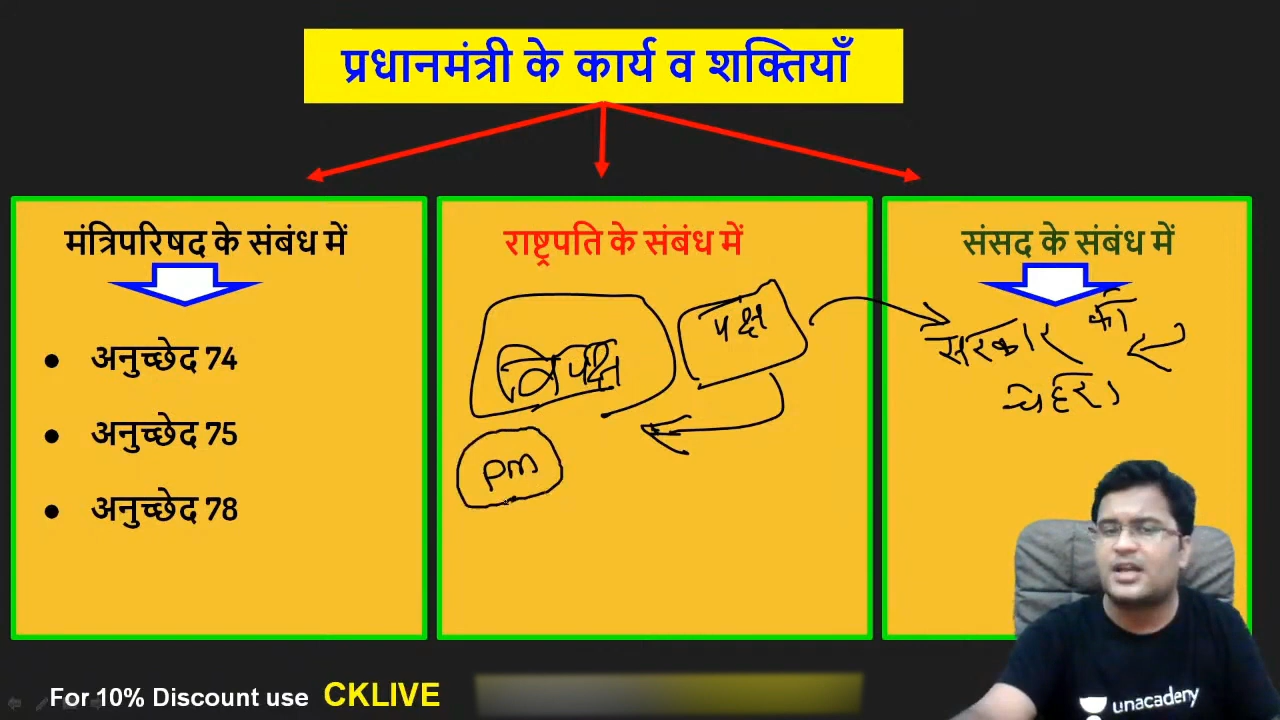 प्रधानमंत्री के कार्य व शक्तियाँ
मंत्रिपरिषद के संबंध में
• अनुच्छेद 74
• अनुच्छेद 75
• अनुच्छेद 78
राष्ट्रपति के संबंध में
विपक्ष
पक्ष
PM
संसद के संबंध में
सरकार का
चेहरा
For 10% Discount use CKLIVE
unacademy